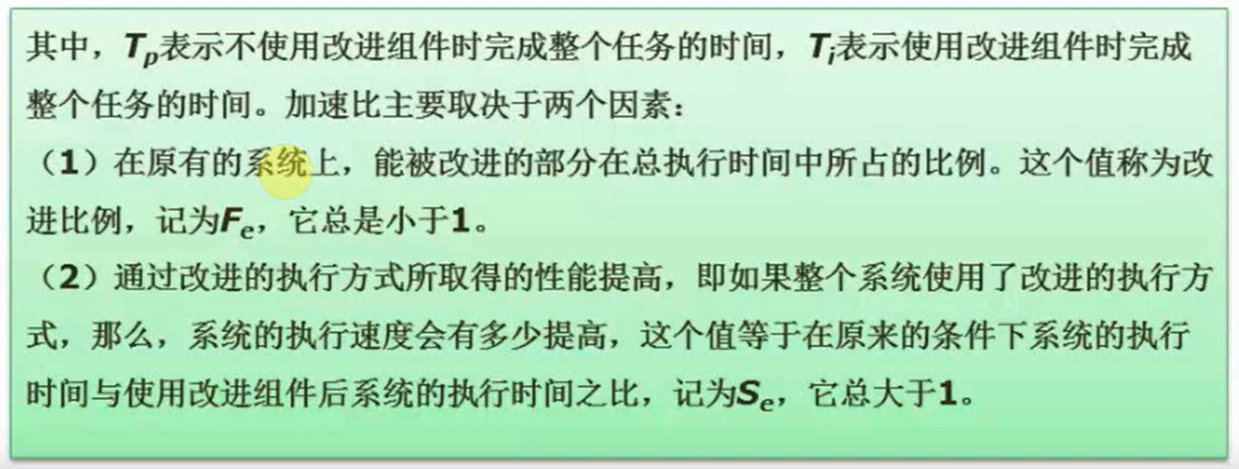 其中，Tp表示不使用改进组件时完成整个任务的时间，Ti表示使用改进组件时完成
整个任务的时间。加速比主要取决于两个因素：
（1）在原有的系统上，能被改进的部分在总执行时间中所占的比例。这个值称为改
进比例，记为Fe，它总是小于1。
（2）通过改进的执行方式所取得的性能提高，即如果整个系统使用了改进的执行方
式，那么，系统的执行速度会有多少提高，这个值等于在原来的条件下系统的执行
时间与使用改进组件后系统的执行时间之比，记为Se，它总大于1。